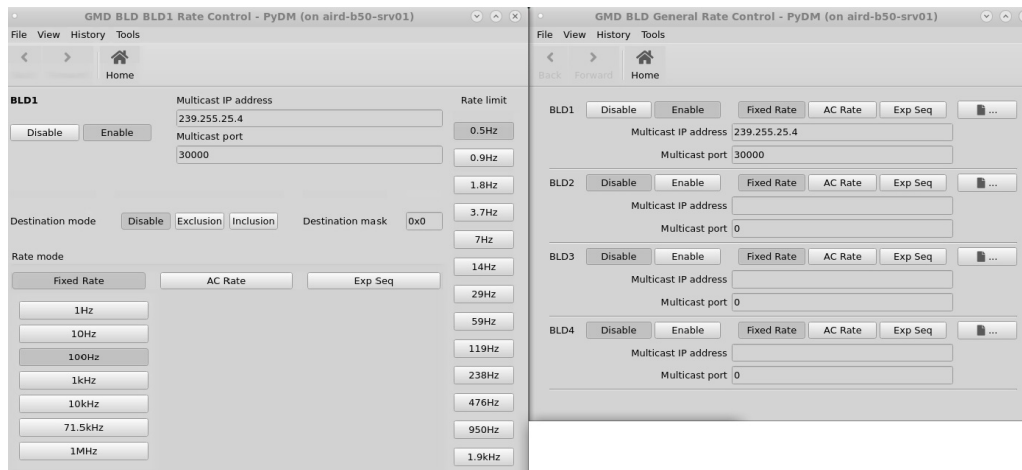 GMD BLD BLD1 Rate Control - PyDM (on aird-b50-srv01)
File View History Tools
Home
BLD1
Disable Enable
Multicast IP address
239.255.25.4
Multicast port
30000
Destination mode Disable Exclusion Inclusion Destination mask 0x0
Rate mode
Fixed Rate AC Rate Exp Seq
1Hz
10Hz
100Hz
1kHz
10kHz
71.5kHz
1MHz
Rate limit
0.5Hz
0.9Hz
1.8Hz
3.7Hz
7Hz
14Hz
29Hz
59Hz
119Hz
238Hz
476Hz
950Hz
1.9kHz
GMD BLD General Rate Control - PyDM (on aird-b50-srv01)
File View History Tools
Back Forward Home
BLD1 Disable Enable Fixed Rate AC Rate Exp Seq ...
Multicast IP address 239.255.25.4
Multicast port 30000
BLD2 Disable Enable Fixed Rate AC Rate Exp Seq ...
Multicast IP address
Multicast port 0
BLD3 Disable Enable Fixed Rate AC Rate Exp Seq ...
Multicast IP address
Multicast port 0
BLD4 Disable Enable Fixed Rate AC Rate Exp Seq ...
Multicast IP address
Multicast port 0